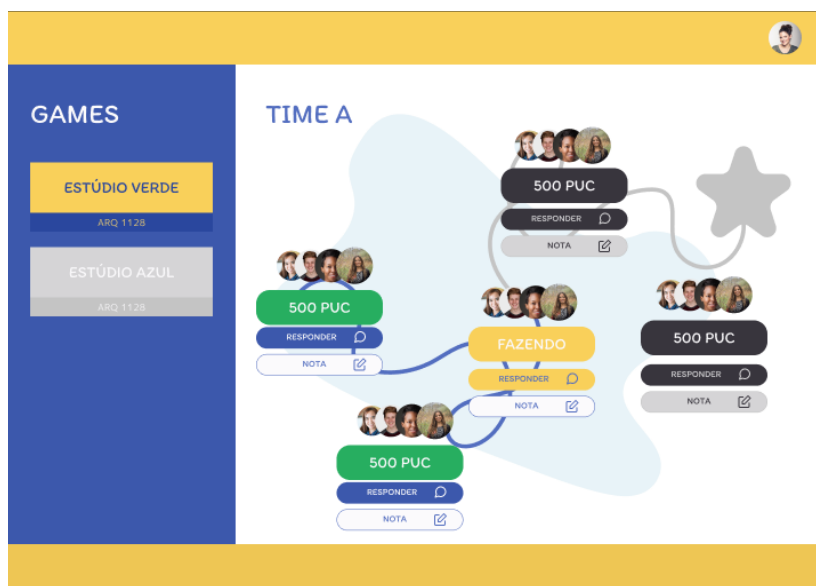 GAMES
ESTÚDIO VERDE
ARQ 1128
ESTÚDIO AZUL
ARQ 1128
TIME A
500 PUC
RESPONDER
NOTA
500 PUC
RESPONDER
NOTA
FAZENDO
RESPONDER
NOTA
500 PUC
RESPONDER
NOTA
500 PUC
RESPONDER
NOTA